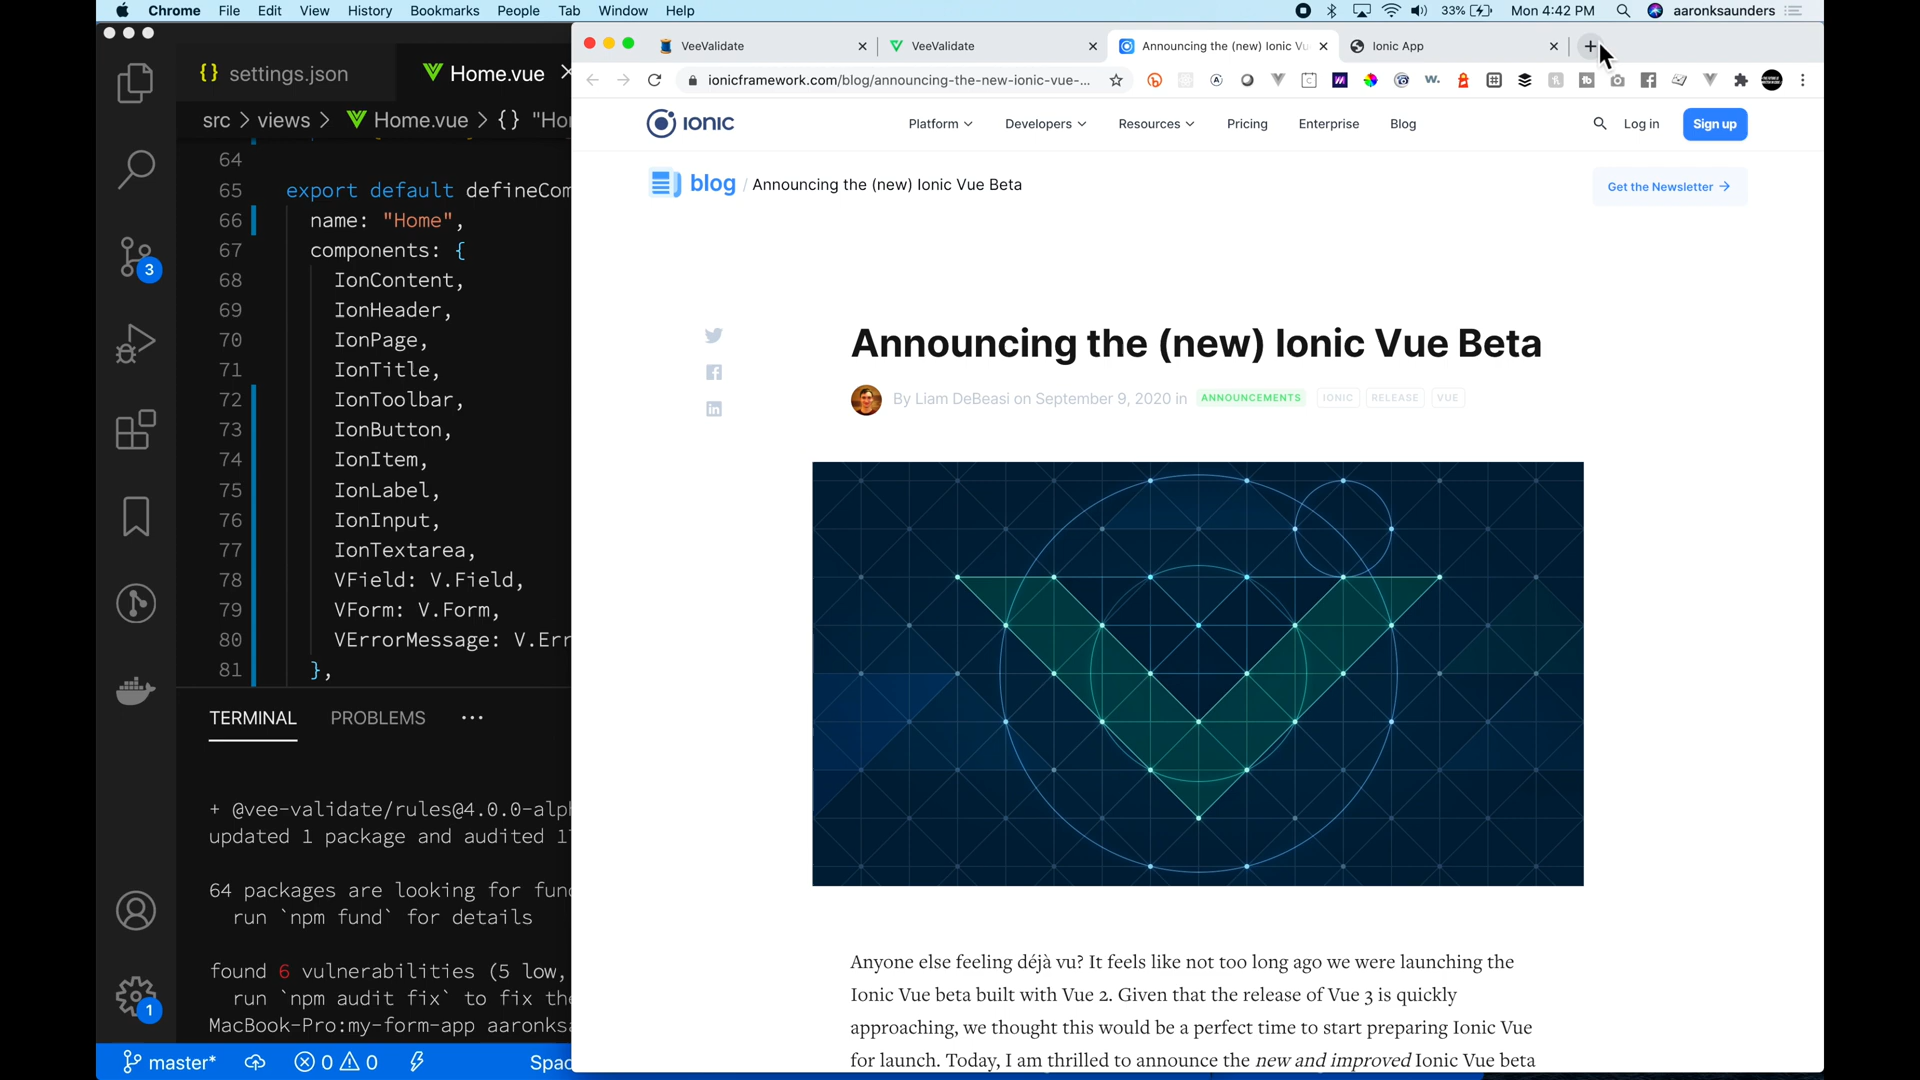 Chrome File Edit View History Bookmarks People Tab Window Help
33% Mon 4:42 PM aaronksaunders
{} settings.json
Home.vue
src > views > Home.vue > {} "Hor
64
65 export default defineCom
66 name: "Home",
67 components: {
68 IonContent,
69 IonHeader,
70 IonPage,
71 IonTitle,
72 IonToolbar,
73 IonButton,
74 IonItem,
75 IonLabel,
76 IonInput,
77 IonTextarea,
78 VField: V.Field,
79 VForm: V.Form,
80 VErrorMessage: V.Err
81 },
3
TERMINAL PROBLEMS ...
+ @vee-validate/rules@4.0.0-alph
updated 1 package and audited 1
64 packages are looking for fund
run `npm fund` for details
found 6 vulnerabilities (5 low,
run `npm audit fix` to fix the
MacBook-Pro:my-form-app aaronksa
1
master* 0 0 Spac
VeeValidate
VeeValidate
Announcing the (new) Ionic Vu
Ionic App
ionicframework.com/blog/announcing-the-new-ionic-vue-...
IONIC
Platform Developers Resources Pricing Enterprise Blog
Log in Sign up
blog / Announcing the (new) Ionic Vue Beta
Get the Newsletter →
Announcing the (new) Ionic Vue Beta
By Liam DeBeasi on September 9, 2020 in ANNOUNCEMENTS IONIC RELEASE VUE
Anyone else feeling déjà vu? It feels like not too long ago we were launching the
Ionic Vue beta built with Vue 2. Given that the release of Vue 3 is quickly
approaching, we thought this would be a perfect time to start preparing Ionic Vue
for launch. Today, I am thrilled to announce the new and improved Ionic Vue beta